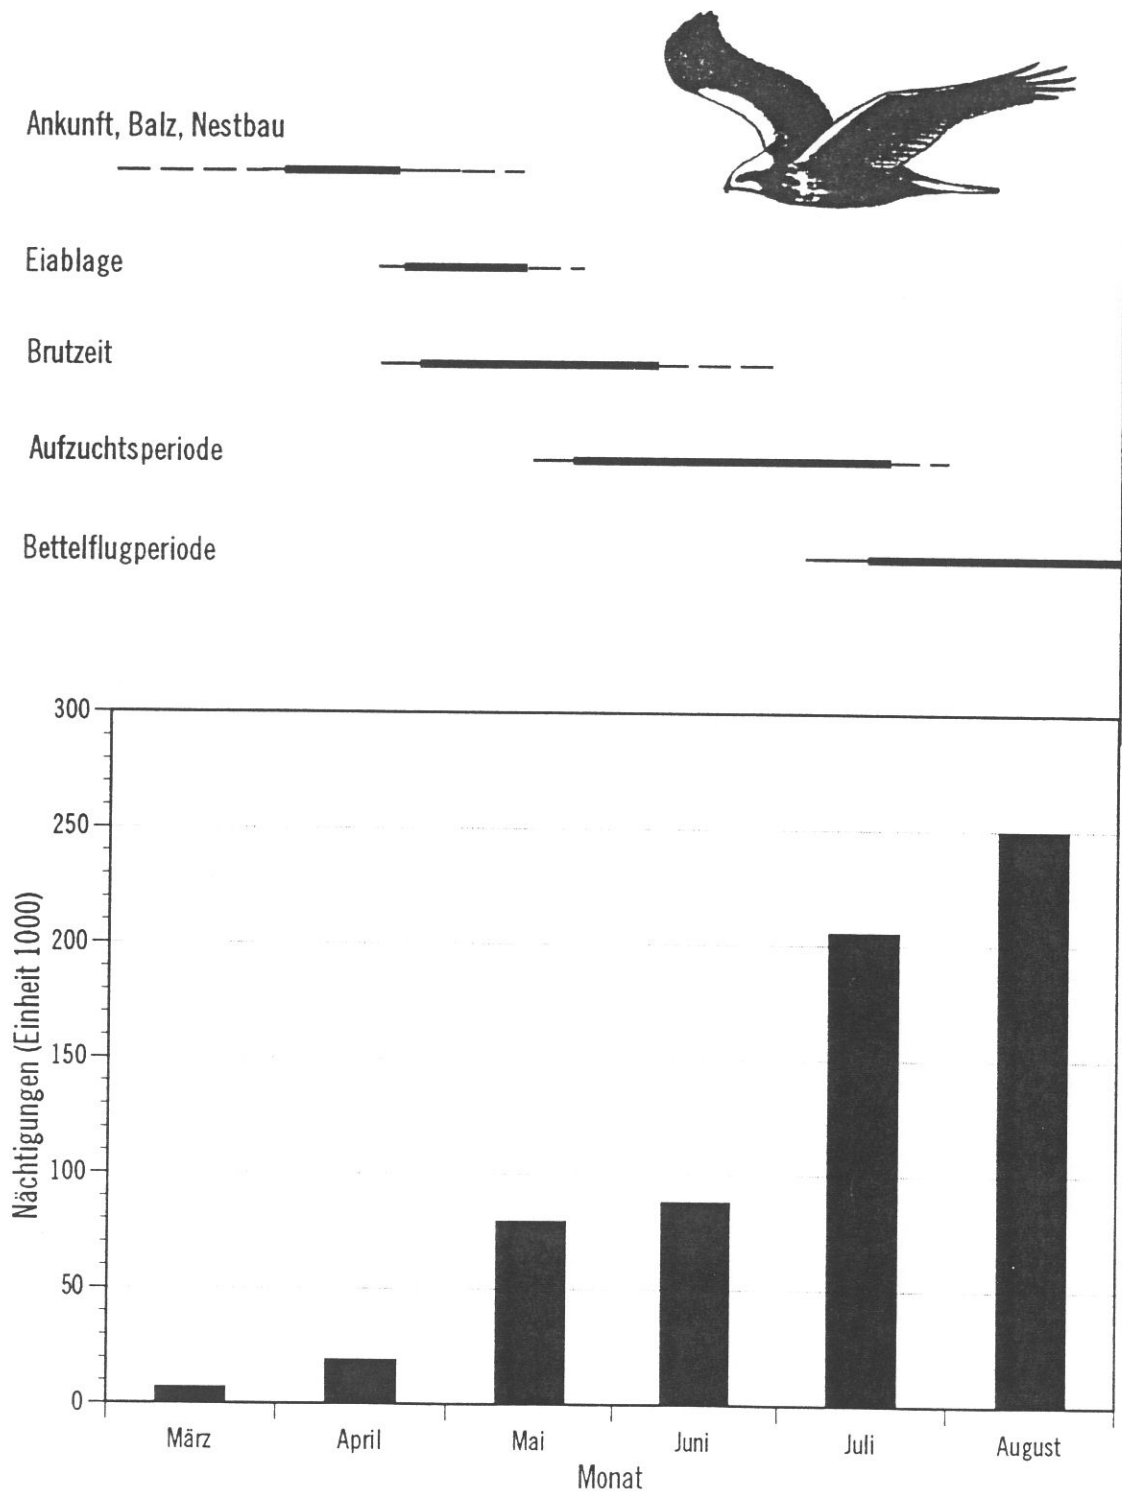 Ankunft, Balz, Nestbau
Eiablage
Brutzeit
Aufzuchtsperiode
Bettelflugperiode
300
250
200
150
100
50
0
Nächtigungen (Einheit 1000)
März April Mai Juni Juli August
Monat